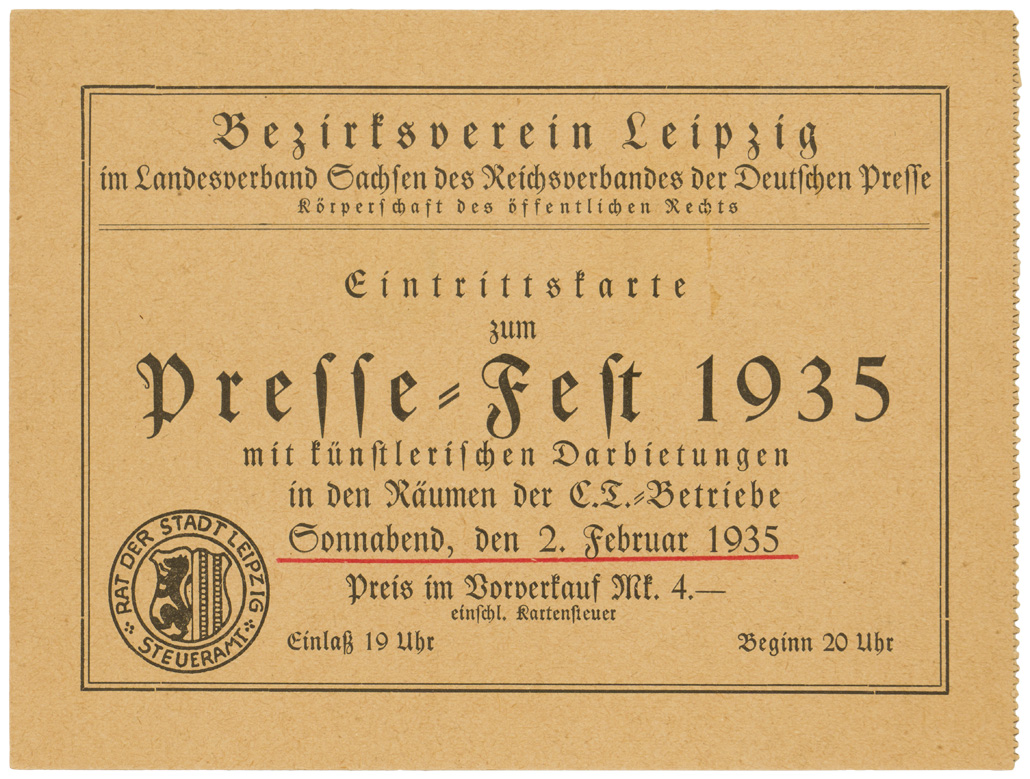 Bezirksverein Leipzig
im Landesverband Sachsen des Reichsverbandes der Deutschen Presse
Körperschaft des öffentlichen Rechts
Eintrittskarte
zum
Presse-Fest 1935
mit künstlerischen Darbietungen
in den Räumen der C.T.-Betriebe
Sonnabend, den 2. Februar 1935
Preis im Vorverkauf Mk. 4.—
einschl. Kartensteuer
Einlaß 19 Uhr
Beginn 20 Uhr
RAT DER STADT LEIPZIG
STEUERAMT